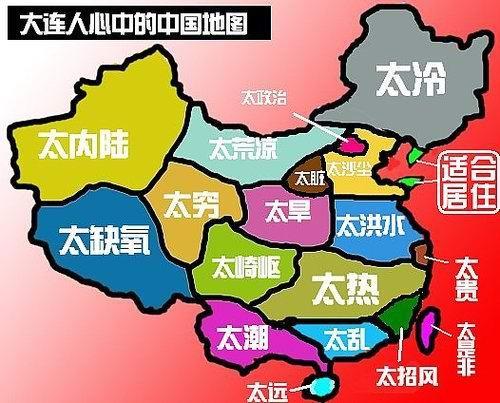 大连人心中的中国地图
太冷
太政治
太内陆
太荒凉
太脏
太沙尘
适合
居住
太穷
太旱
太洪水
太缺氧
太崎岖
太热
太贵
太潮
太乱
太招风
太是非
太远